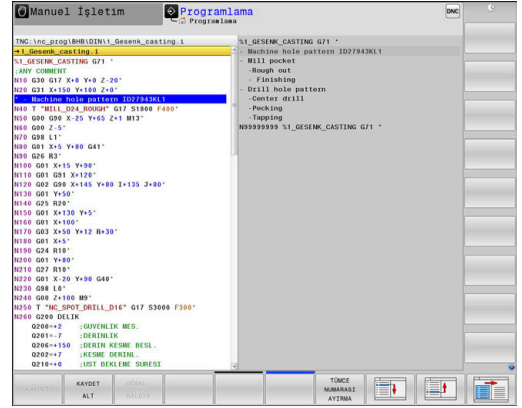 Manuel İşletim
Programlama
Programlama
DNC
TNC:\nc_prog\BHB\DIN\1_Gesenk_casting.i
→1_Gesenk_casting.i
%1_GESENK_CASTING G71 *
;ANY COMMENT
N10 G30 G17 X+0 Y+0 Z-20*
N20 G31 X+150 Y+100 Z+0*
* - Machine hole pattern ID27943KL1
N40 T "MILL_D24_ROUGH" G17 S1800 F400*
N50 G00 G90 X-25 Y+65 Z+1 M13*
N60 G00 Z-5*
N70 G98 L1*
N80 G01 X+5 Y+80 G41*
N90 G26 R3*
N100 G01 X+15 Y+90*
N110 G01 G91 X+120*
N120 G02 G90 X+145 Y+80 I+135 J+80*
N130 G01 Y+50*
N140 G25 R20*
N150 G01 X+130 Y+5*
N160 G01 X+100*
N170 G03 X+50 Y+12 R+30*
N180 G01 X+5*
N190 G24 R10*
N200 G01 Y+80*
N210 G27 R10*
N220 G01 X-20 Y+90 G40*
N230 G98 L0*
N240 G00 Z+100 M9*
N250 T "NC_SPOT_DRILL_D16" G17 S3000 F300*
N260 G200 DELIK
Q200=+2 ;GUVENLIK MES.
Q201=-7 ;DERINLIK
Q206=+150 ;DERIN KESME BESL.
Q202=+7 ;KESME DERINL.
Q210=+0 ;UST BEKLEME SURESI
%1_GESENK_CASTING G71 *
- Machine hole pattern ID27943KL1
- Mill pocket
-Rough out
- Finishing
- Drill hole pattern
-Center drill
-Pecking
-Tapping
N99999999 %1_GESENK_CASTING G71 *
KAYDET
KAYDET
ALT
TÜMCE
NUMARASI
AYIRMA